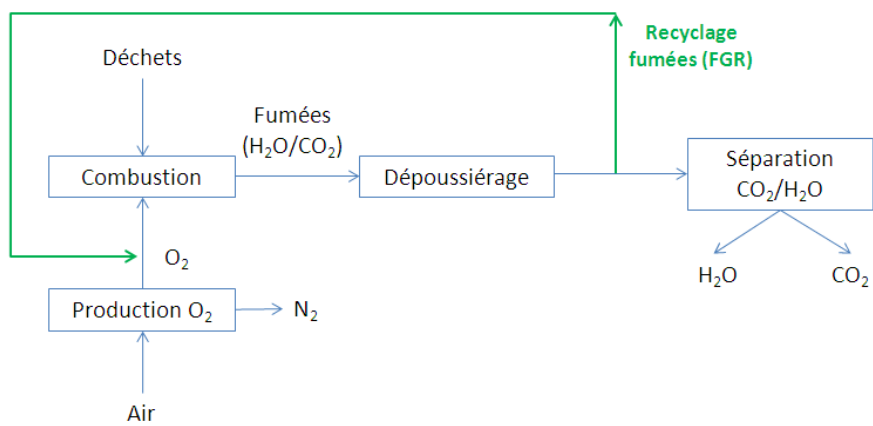 Recyclage
fumées (FGR)
Déchets
Fumées
(H₂O/CO₂)
Combustion
Dépoussiérage
Séparation
CO₂/H₂O
O₂
H₂O
CO₂
Production O₂
N₂
Air